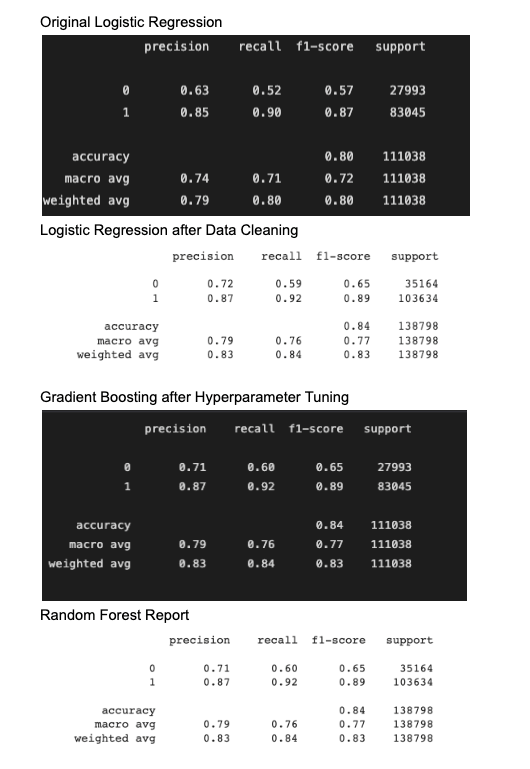 Original Logistic Regression
precision recall f1-score support
0 0.63 0.52 0.57 27993
1 0.85 0.90 0.87 83045
accuracy 0.80 111038
macro avg 0.74 0.71 0.72 111038
weighted avg 0.79 0.80 0.80 111038
Logistic Regression after Data Cleaning
precision recall f1-score support
0 0.72 0.59 0.65 35164
1 0.87 0.92 0.89 103634
accuracy 0.84 138798
macro avg 0.79 0.76 0.77 138798
weighted avg 0.83 0.84 0.83 138798
Gradient Boosting after Hyperparameter Tuning
precision recall f1-score support
0 0.71 0.60 0.65 27993
1 0.87 0.92 0.89 83045
accuracy 0.84 111038
macro avg 0.79 0.76 0.77 111038
weighted avg 0.83 0.84 0.83 111038
Random Forest Report
precision recall f1-score support
0 0.71 0.60 0.65 35164
1 0.87 0.92 0.89 103634
accuracy 0.84 138798
macro avg 0.79 0.76 0.77 138798
weighted avg 0.83 0.84 0.83 138798